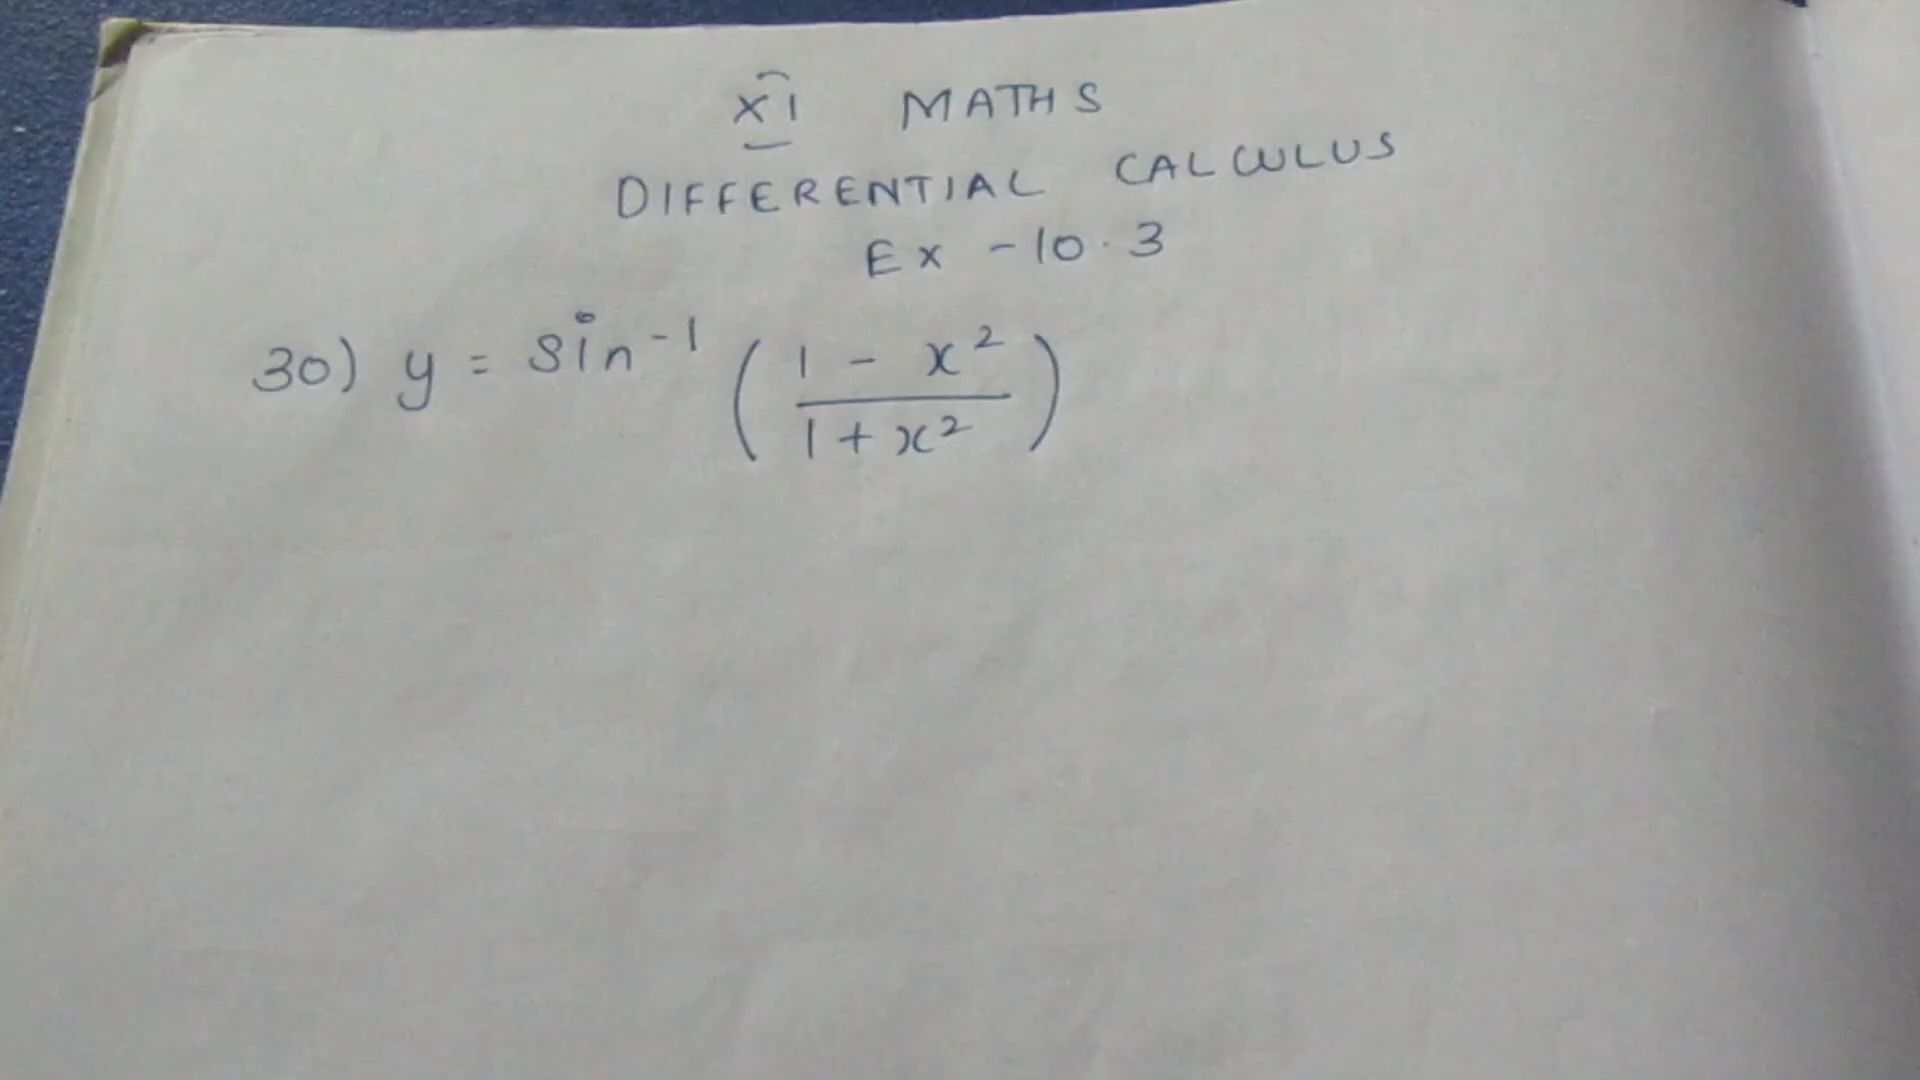 XI MATHS
DIFFERENTIAL CALCULUS
Ex - 10.3
30) y = sin⁻¹ ( (1 - x²) / (1 + x²) )